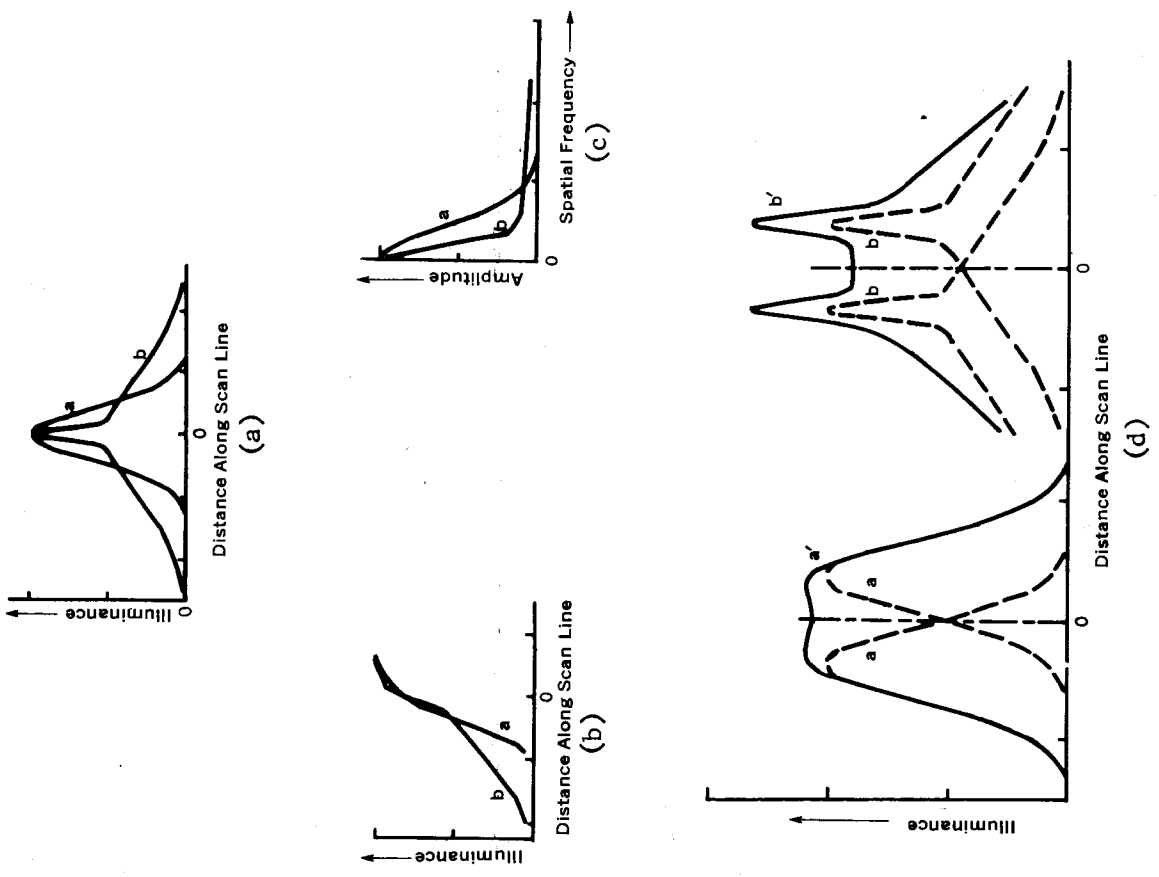 Illuminance
0
a
b
0
Distance Along Scan Line
(a)
Illuminance
b
a
0
Distance Along Scan Line
(b)
Amplitude
a
b
0
Spatial Frequency
(c)
Illuminance
a'
a
a
0
b'
b
b
0
Distance Along Scan Line
(d)